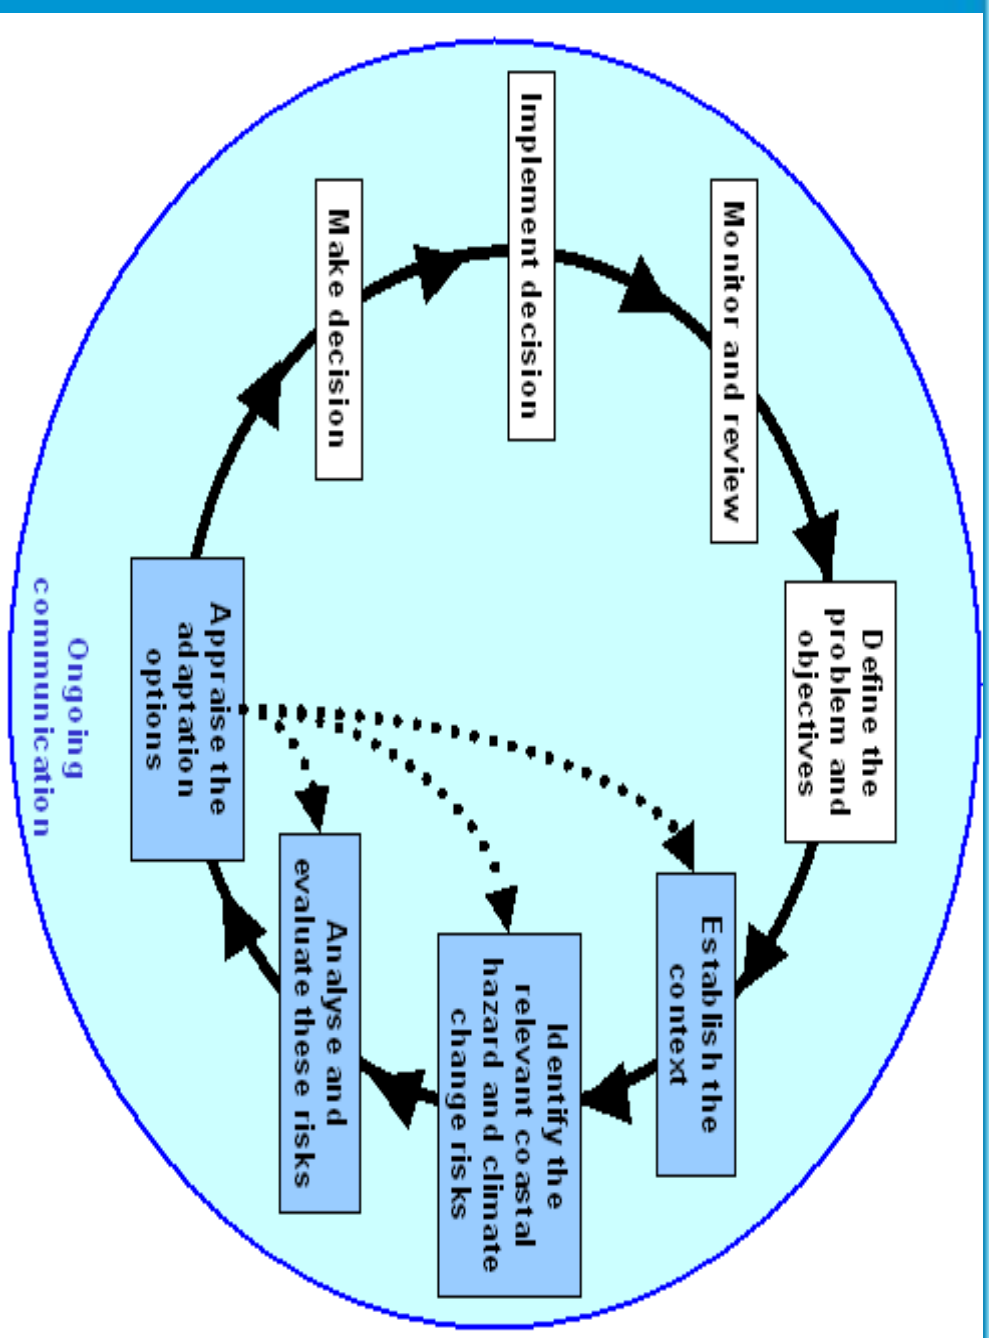 Define the
problem and
objectives
Establish the
context
Identify the
relevant coastal
hazard and climate
change risks
Analyse and
evaluate these risks
Appraise the
adaptation
options
Make decision
Implement decision
Monitor and review
Ongoing
communication